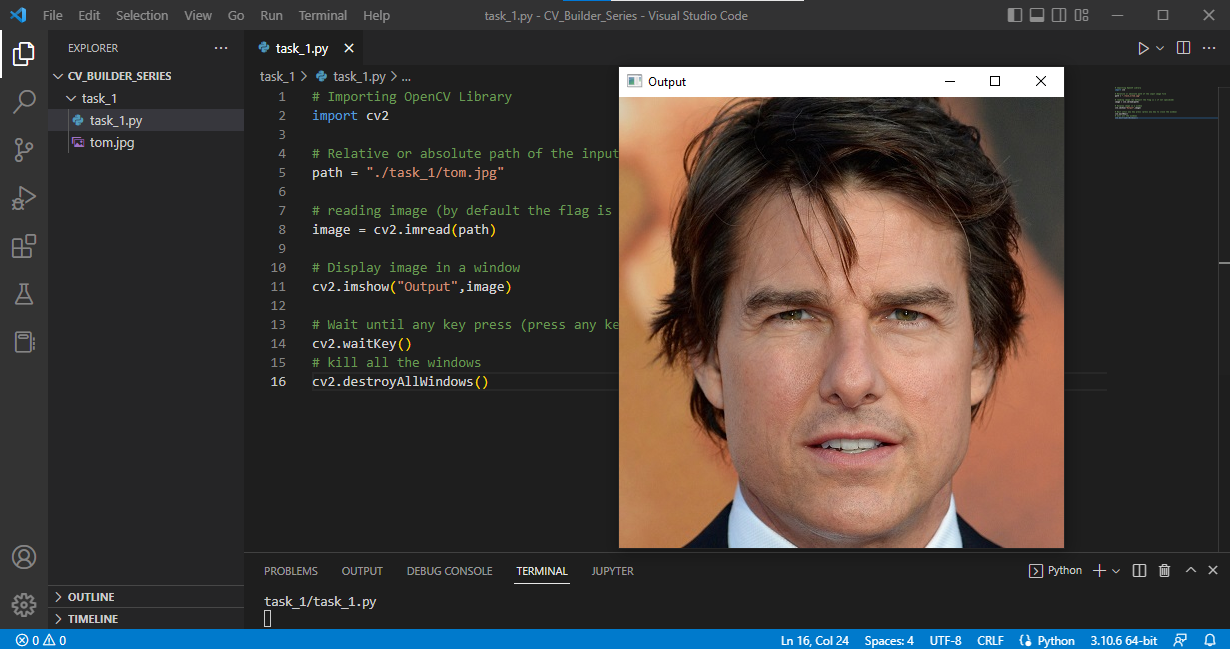 File Edit Selection View Go Run Terminal Help
task_1.py - CV_Builder_Series - Visual Studio Code
EXPLORER
CV_BUILDER_SERIES
task_1
task_1.py
tom.jpg
OUTLINE
TIMELINE
task_1.py
task_1 > task_1.py > ...
1 # Importing OpenCV Library
2 import cv2
3
4 # Relative or absolute path of the input
5 path = "./task_1/tom.jpg"
6
7 # reading image (by default the flag is
8 image = cv2.imread(path)
9
10 # Display image in a window
11 cv2.imshow("Output",image)
12
13 # Wait until any key press (press any ke
14 cv2.waitKey()
15 # kill all the windows
16 cv2.destroyAllWindows()
Output
PROBLEMS OUTPUT DEBUG CONSOLE TERMINAL JUPYTER
Python
task_1/task_1.py
0 0
Ln 16, Col 24 Spaces: 4 UTF-8 CRLF Python 3.10.6 64-bit